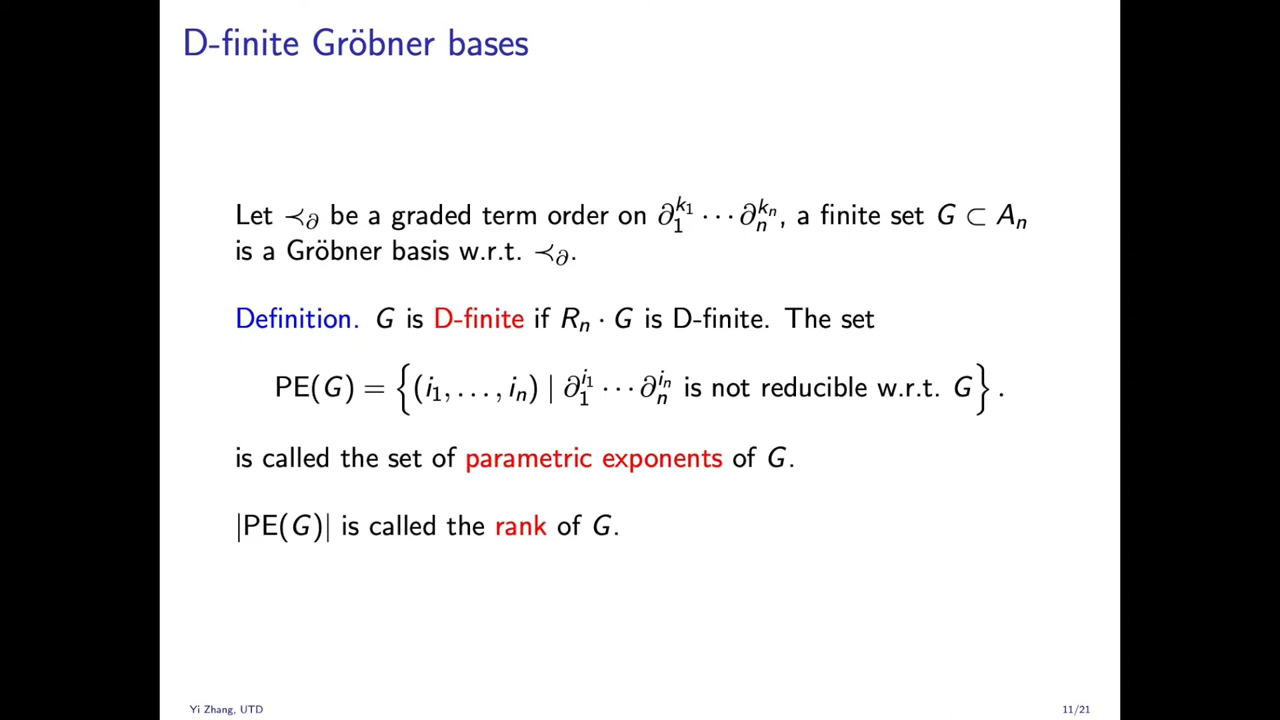 D-finite Gröbner bases
Let ≺∂ be a graded term order on ∂₁^{k₁} ⋯ ∂ₙ^{kₙ}, a finite set G ⊂ Aₙ
is a Gröbner basis w.r.t. ≺∂.
Definition. G is D-finite if Rₙ · G is D-finite. The set
PE(G) = {(i₁, . . . , iₙ) | ∂₁^{i₁} ⋯ ∂ₙ^{iₙ} is not reducible w.r.t. G} .
is called the set of parametric exponents of G.
|PE(G)| is called the rank of G.
Yi Zhang, UTD
11/21